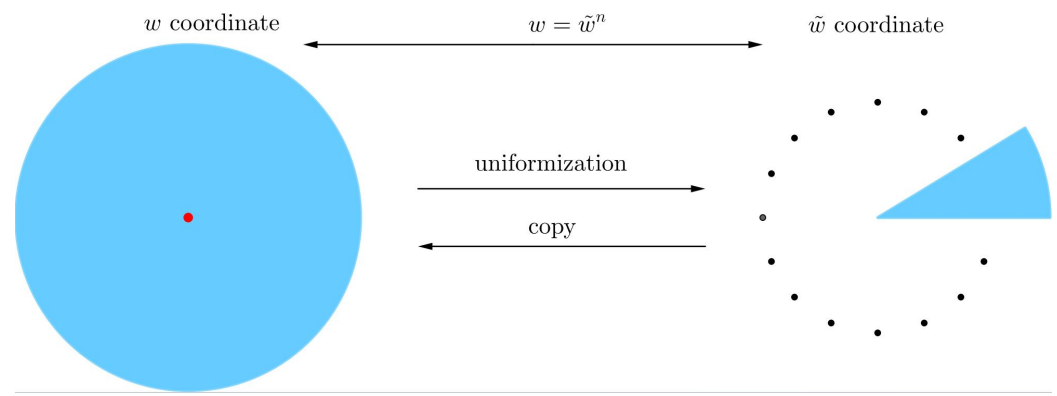 w coordinate
w = w̃ⁿ
w̃ coordinate
uniformization
copy